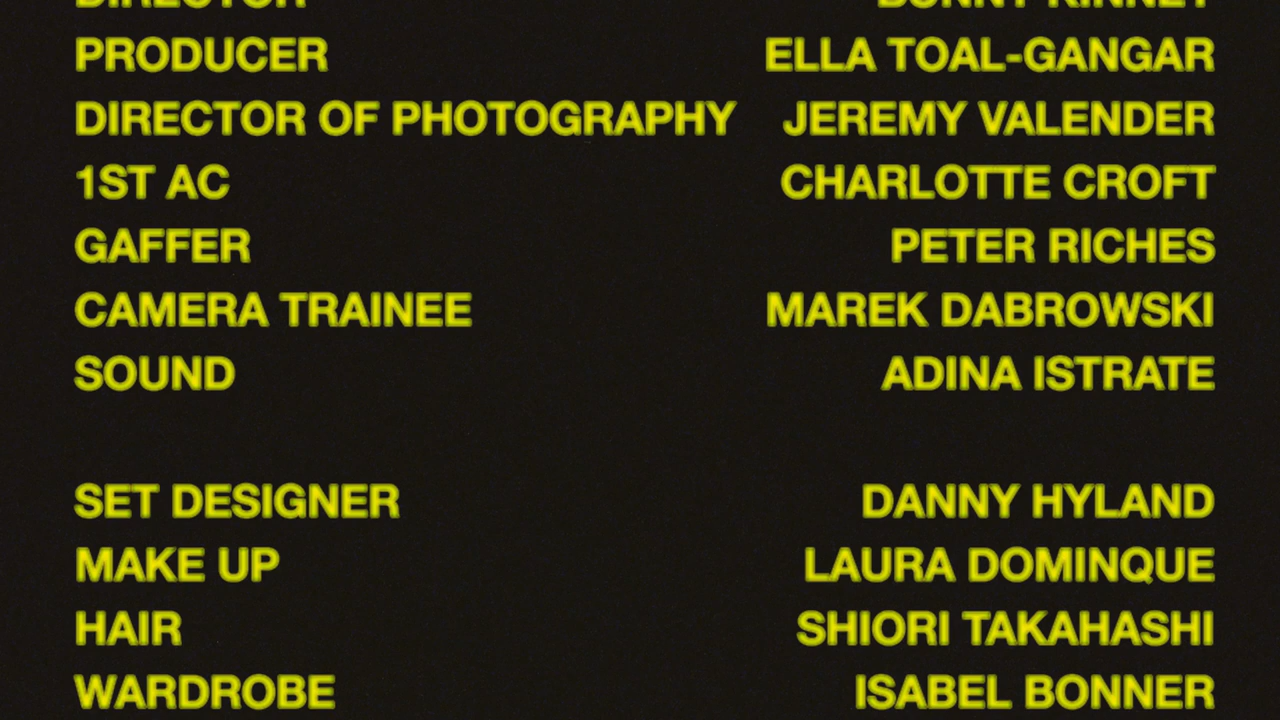 DIRECTOR
PRODUCER ELLA TOAL-GANGAR
DIRECTOR OF PHOTOGRAPHY JEREMY VALENDER
1ST AC CHARLOTTE CROFT
GAFFER PETER RICHES
CAMERA TRAINEE MAREK DABROWSKI
SOUND ADINA ISTRATE
SET DESIGNER DANNY HYLAND
MAKE UP LAURA DOMINQUE
HAIR SHIORI TAKAHASHI
WARDROBE ISABEL BONNER